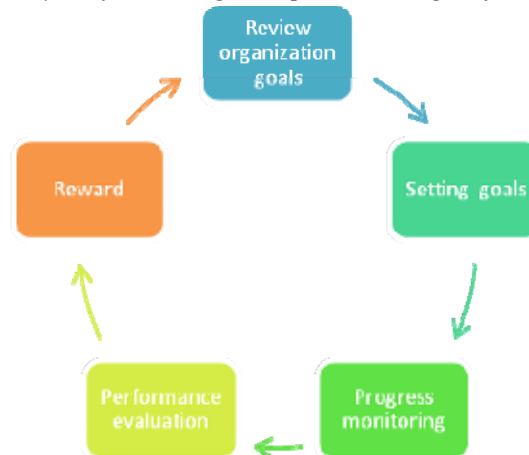 Review
organization
goals
Setting goals
Progress
monitoring
Performance
evaluation
Reward